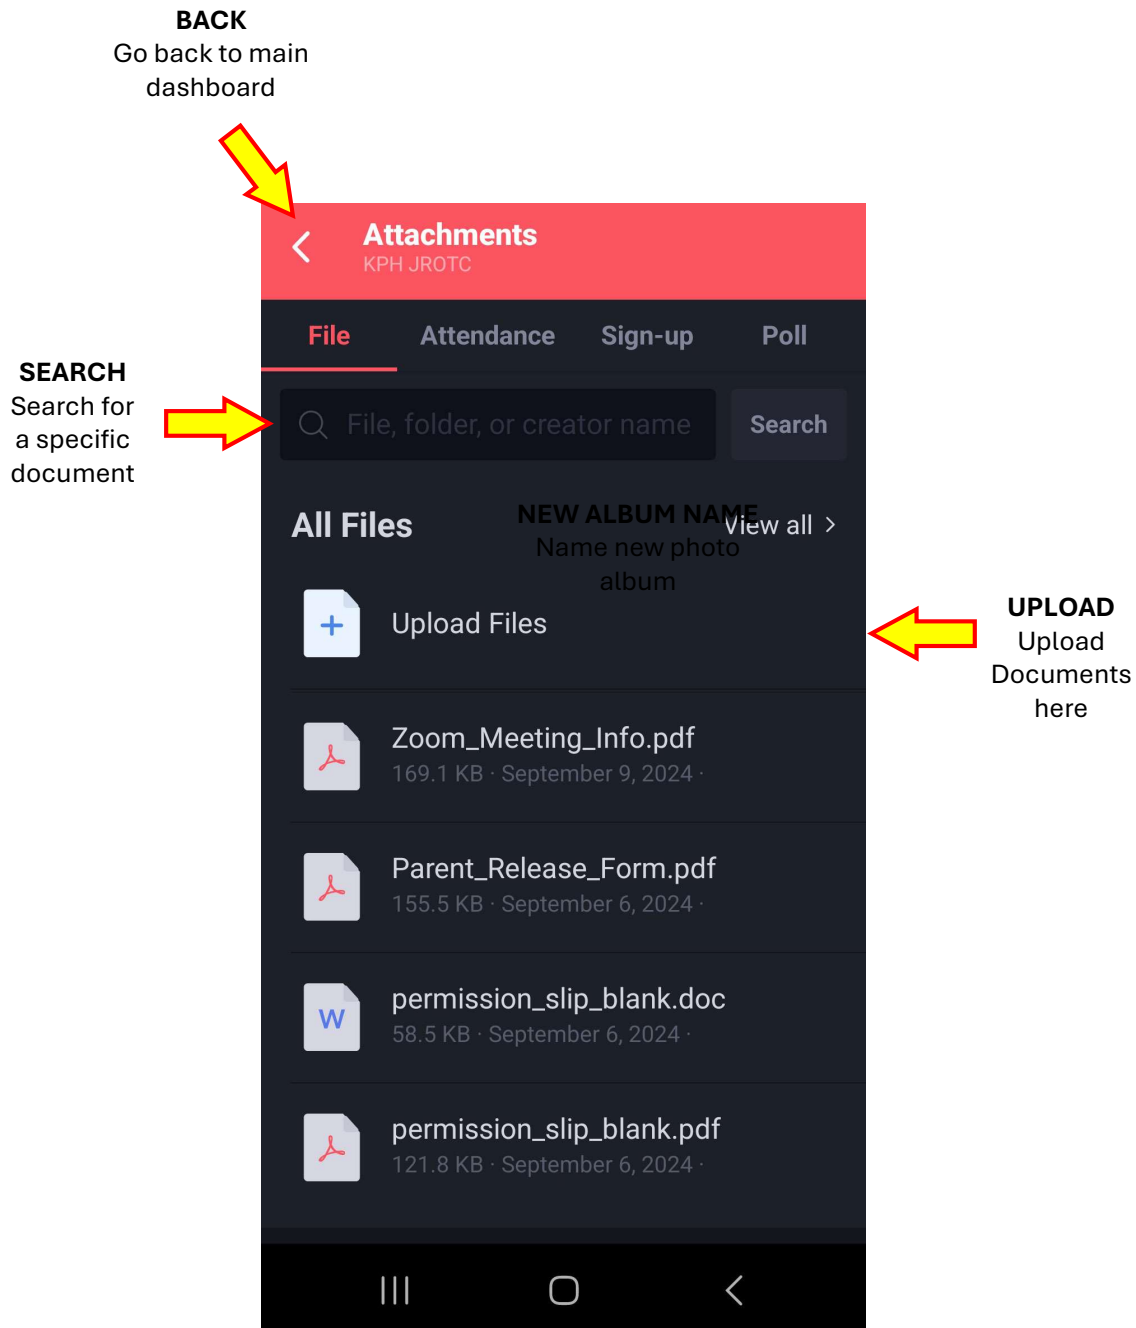 BACK
Go back to main
dashboard
Attachments
KPH JROTC
File Attendance Sign-up Poll
SEARCH
Search for
a specific
document
File, folder, or creator name Search
All Files View all >
NEW ALBUM NAME
Name new photo
album
Upload Files
UPLOAD
Upload
Documents
here
Zoom_Meeting_Info.pdf
169.1 KB · September 9, 2024 ·
Parent_Release_Form.pdf
155.5 KB · September 6, 2024 ·
W
permission_slip_blank.doc
58.5 KB · September 6, 2024 ·
permission_slip_blank.pdf
121.8 KB · September 6, 2024 ·